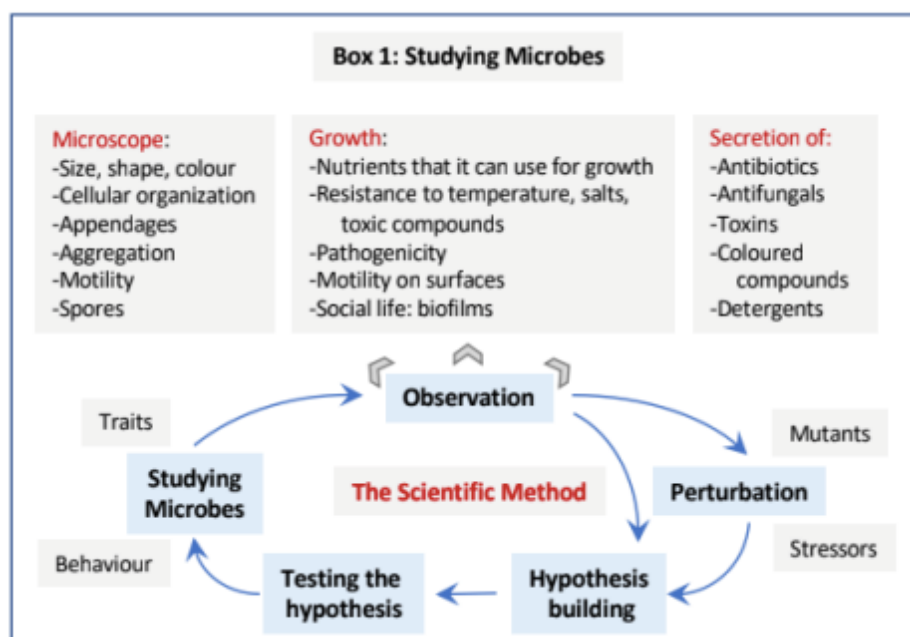 Box 1: Studying Microbes
Microscope:
-Size, shape, colour
-Cellular organization
-Appendages
-Aggregation
-Motility
-Spores
Growth:
-Nutrients that it can use for growth
-Resistance to temperature, salts,
toxic compounds
-Pathogenicity
-Motility on surfaces
-Social life: biofilms
Secretion of:
-Antibiotics
-Antifungals
-Toxins
-Coloured
compounds
-Detergents
Observation
Traits
Mutants
Studying
Microbes
The Scientific Method
Perturbation
Behaviour
Stressors
Testing the
hypothesis
Hypothesis
building